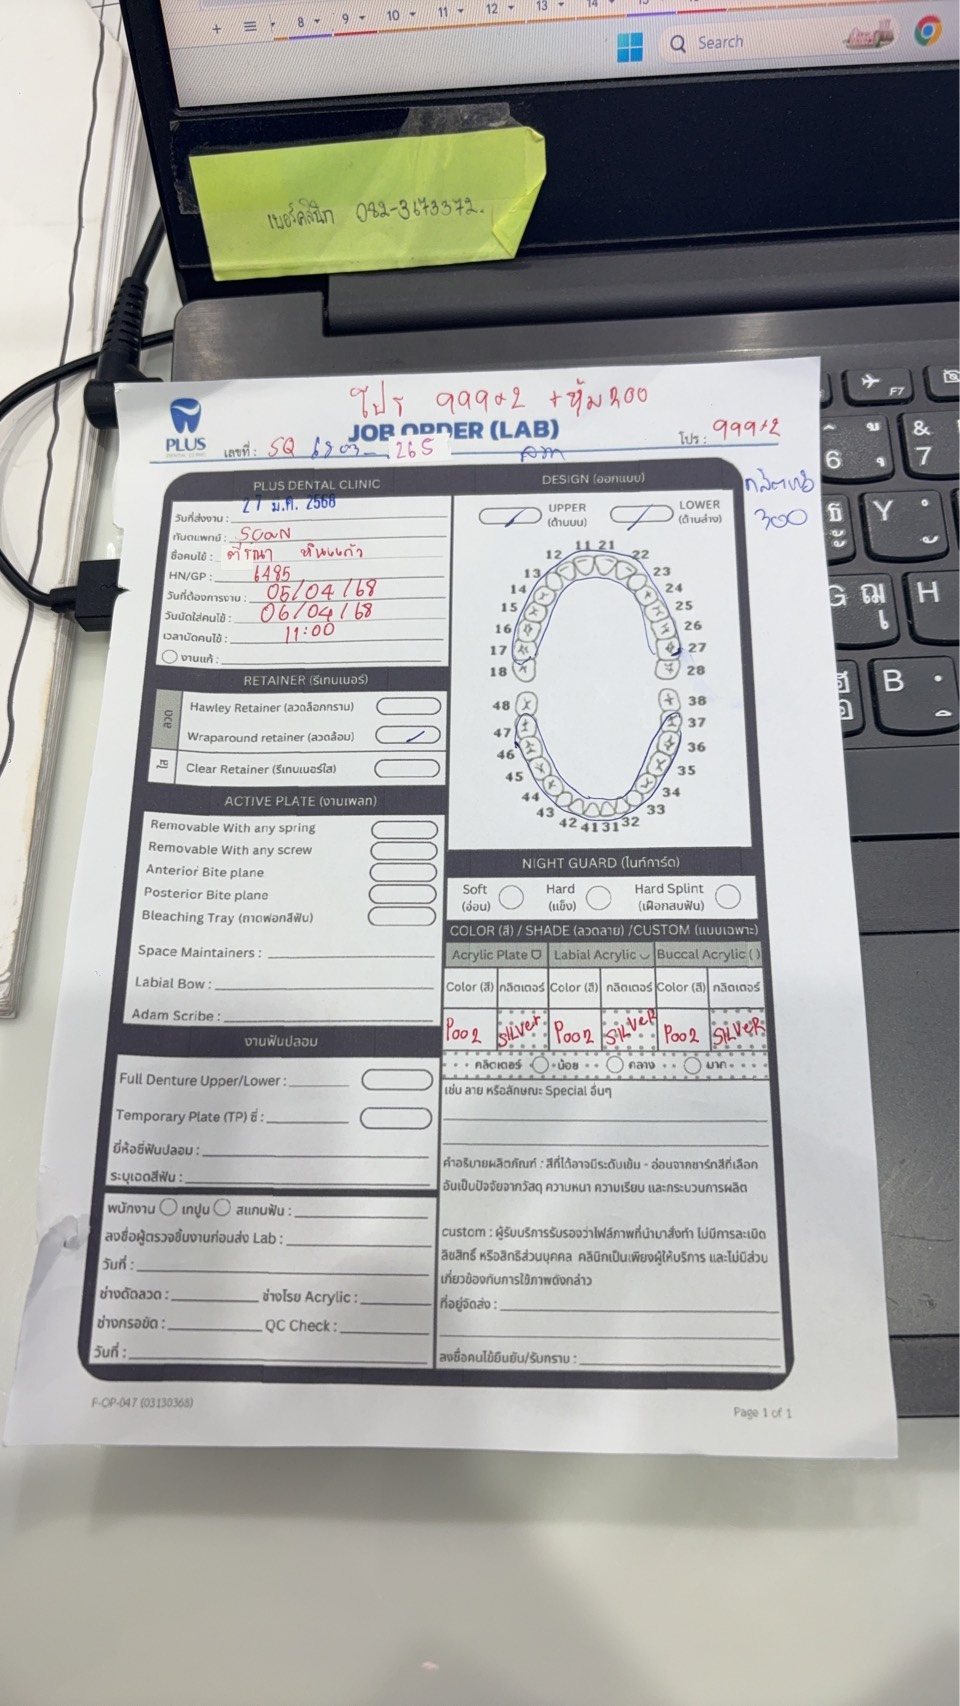 8 9 10 11 12 13 14
Search
เบอร์คลินิก 082-3673372.
F7
6 & 7 Y G H B
โปร 999×2 + หุ้ม 300
PLUS
DENTAL CLINIC
JOB ORDER (LAB)
เลขที่ : SQ 6803_265
โปร : 999×2
300
PLUS DENTAL CLINIC
วันที่ส่งงาน : 27 มี.ค. 2568
ทันตแพทย์ :
ชื่อคนไข้ :
HN/GP : 6485
วันที่ต้องการงาน : 05/04/68
วันนัดใส่คนไข้ : 06/04/68
เวลานัดคนไข้ : 11:00
งานแก้ :
RETAINER (รีเทนเนอร์)
ลวด
Hawley Retainer (ลวดล็อกกราม)
Wraparound retainer (ลวดล้อม)
ใส
Clear Retainer (รีเทนเนอร์ใส)
ACTIVE PLATE (งานเพลท)
Removable With any spring
Removable With any screw
Anterior Bite plane
Posterior Bite plane
Bleaching Tray (ถาดฟอกสีฟัน)
Space Maintainers :
Labial Bow :
Adam Scribe :
งานฟันปลอม
Full Denture Upper/Lower :
Temporary Plate (TP) ซี่ :
ยี่ห้อซี่ฟันปลอม :
ระบุเฉดสีฟัน :
พนักงาน เทปูน สแกนฟัน :
ลงชื่อผู้ตรวจชิ้นงานก่อนส่ง Lab :
วันที่ :
ช่างดัดลวด : ช่างโรย Acrylic :
ช่างกรอขัด : QC Check :
วันที่ :
DESIGN (ออกแบบ)
UPPER (ด้านบน)
LOWER (ด้านล่าง)
11 21
12 22
13 23
14 24
15 25
16 26
17 27
18 28
48 38
47 37
46 36
45 35
44 34
43 33
42 41 31 32
NIGHT GUARD (ไนท์การ์ด)
Soft (อ่อน)
Hard (แข็ง)
Hard Splint (เฝือกสบฟัน)
COLOR (สี) / SHADE (ลวดลาย) /CUSTOM (แบบเฉพาะ)
Acrylic Plate Labial Acrylic Buccal Acrylic ( )
Color (สี) กลิตเตอร์ Color (สี) กลิตเตอร์ Color (สี) กลิตเตอร์
P002 SILVER P002 SILVER P002 SILVER
กลิตเตอร์ น้อย กลาง มาก
เช่น ลาย หรือลักษณะ Special อื่นๆ
คำอธิบายผลิตภัณฑ์ : สีที่ได้อาจมีระดับเข้ม - อ่อนจากชาร์ทสีที่เลือก
อันเป็นปัจจัยจากวัสดุ ความหนา ความเรียบ และกระบวนการผลิต
custom : ผู้รับบริการรับรองว่าไฟล์ภาพที่นำมาสั่งทำ ไม่มีการละเมิด
ลิขสิทธิ์ หรือสิทธิส่วนบุคคล คลินิกเป็นเพียงผู้ให้บริการ และไม่มีส่วน
เกี่ยวข้องกับการใช้ภาพดังกล่าว
ที่อยู่จัดส่ง :
ลงชื่อคนไข้ยืนยัน/รับทราบ :
F-OP-047 (03130368)
Page 1 of 1